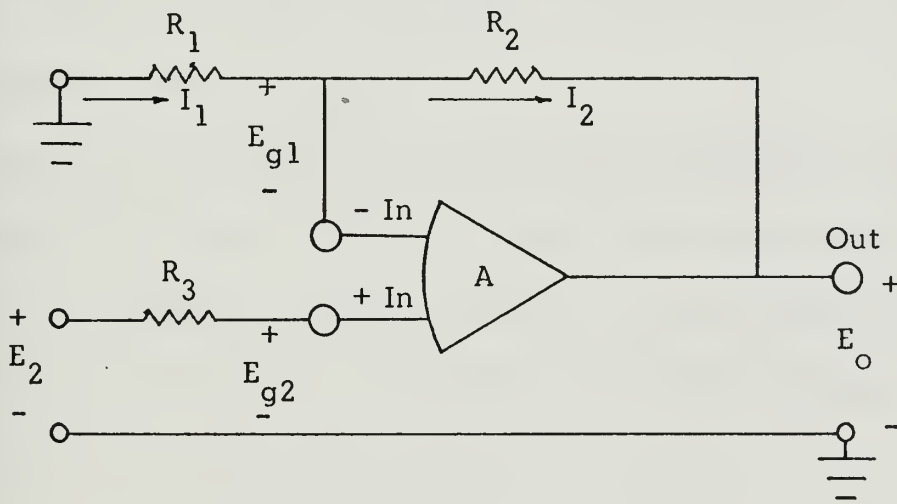 R1
R2
+
I1
I2
Eg1
-
- In
Out
R3
A
+
+ In
+
+
E2
Eg2
Eo
-
-
-